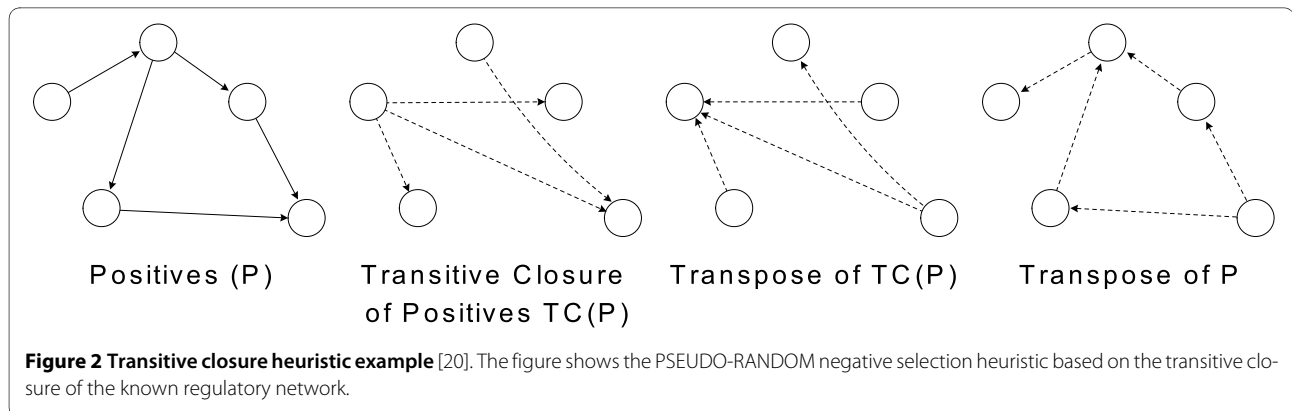 Positives (P)
Transitive Closure
of Positives TC(P)
Transpose of TC(P)
Transpose of P
Figure 2 Transitive closure heuristic example [20]. The figure shows the PSEUDO-RANDOM negative selection heuristic based on the transitive clo-
sure of the known regulatory network.